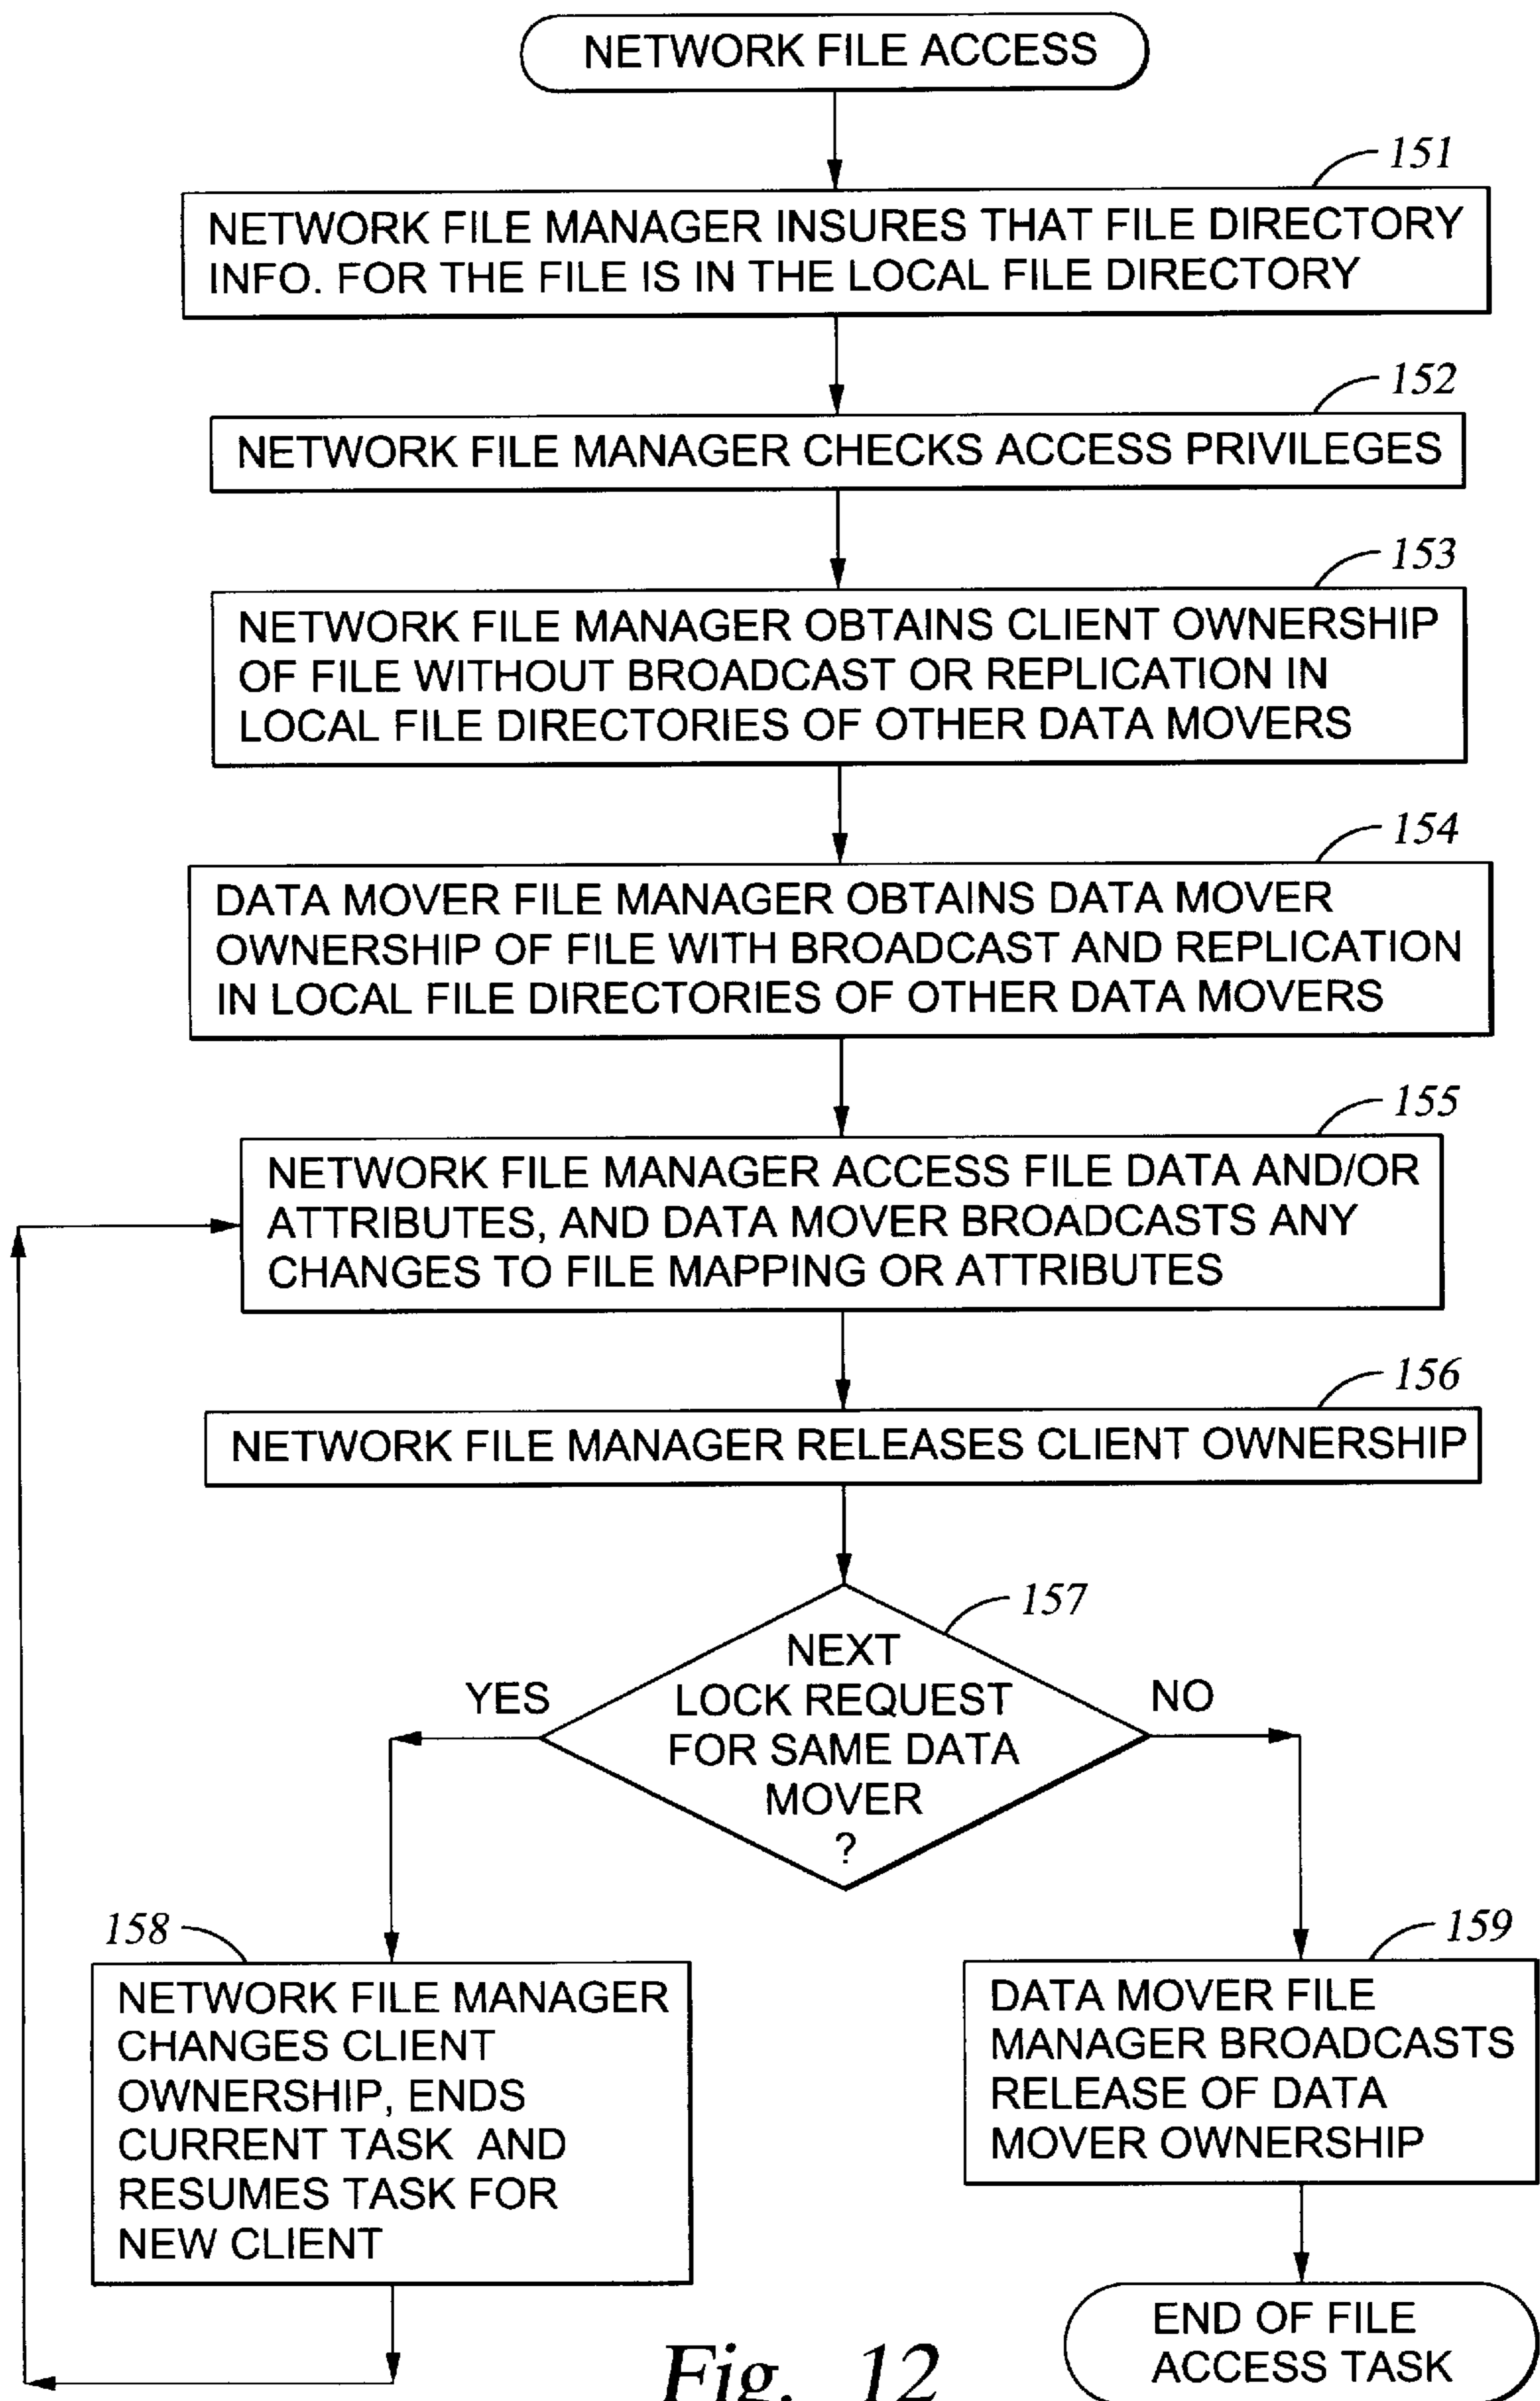 NETWORK FILE ACCESS
151
NETWORK FILE MANAGER INSURES THAT FILE DIRECTORY
INFO. FOR THE FILE IS IN THE LOCAL FILE DIRECTORY
152
NETWORK FILE MANAGER CHECKS ACCESS PRIVILEGES
153
NETWORK FILE MANAGER OBTAINS CLIENT OWNERSHIP
OF FILE WITHOUT BROADCAST OR REPLICATION IN
LOCAL FILE DIRECTORIES OF OTHER DATA MOVERS
154
DATA MOVER FILE MANAGER OBTAINS DATA MOVER
OWNERSHIP OF FILE WITH BROADCAST AND REPLICATION
IN LOCAL FILE DIRECTORIES OF OTHER DATA MOVERS
155
NETWORK FILE MANAGER ACCESS FILE DATA AND/OR
ATTRIBUTES, AND DATA MOVER BROADCASTS ANY
CHANGES TO FILE MAPPING OR ATTRIBUTES
156
NETWORK FILE MANAGER RELEASES CLIENT OWNERSHIP
157
NEXT
LOCK REQUEST
FOR SAME DATA
MOVER
?
YES
NO
158
NETWORK FILE MANAGER
CHANGES CLIENT
OWNERSHIP, ENDS
CURRENT TASK AND
RESUMES TASK FOR
NEW CLIENT
159
DATA MOVER FILE
MANAGER BROADCASTS
RELEASE OF DATA
MOVER OWNERSHIP
END OF FILE
ACCESS TASK
Fig. 12